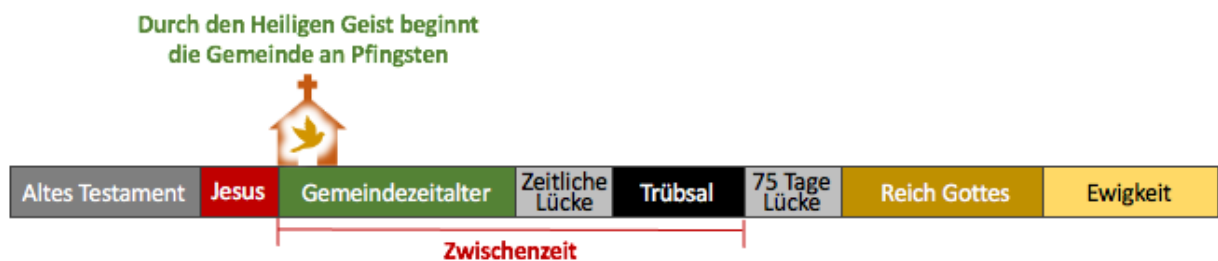 Durch den Heiligen Geist beginnt
die Gemeinde an Pfingsten
Altes Testament
Jesus
Gemeindezeitalter
Zeitliche
Lücke
Trübsal
75 Tage
Lücke
Reich Gottes
Ewigkeit
Zwischenzeit